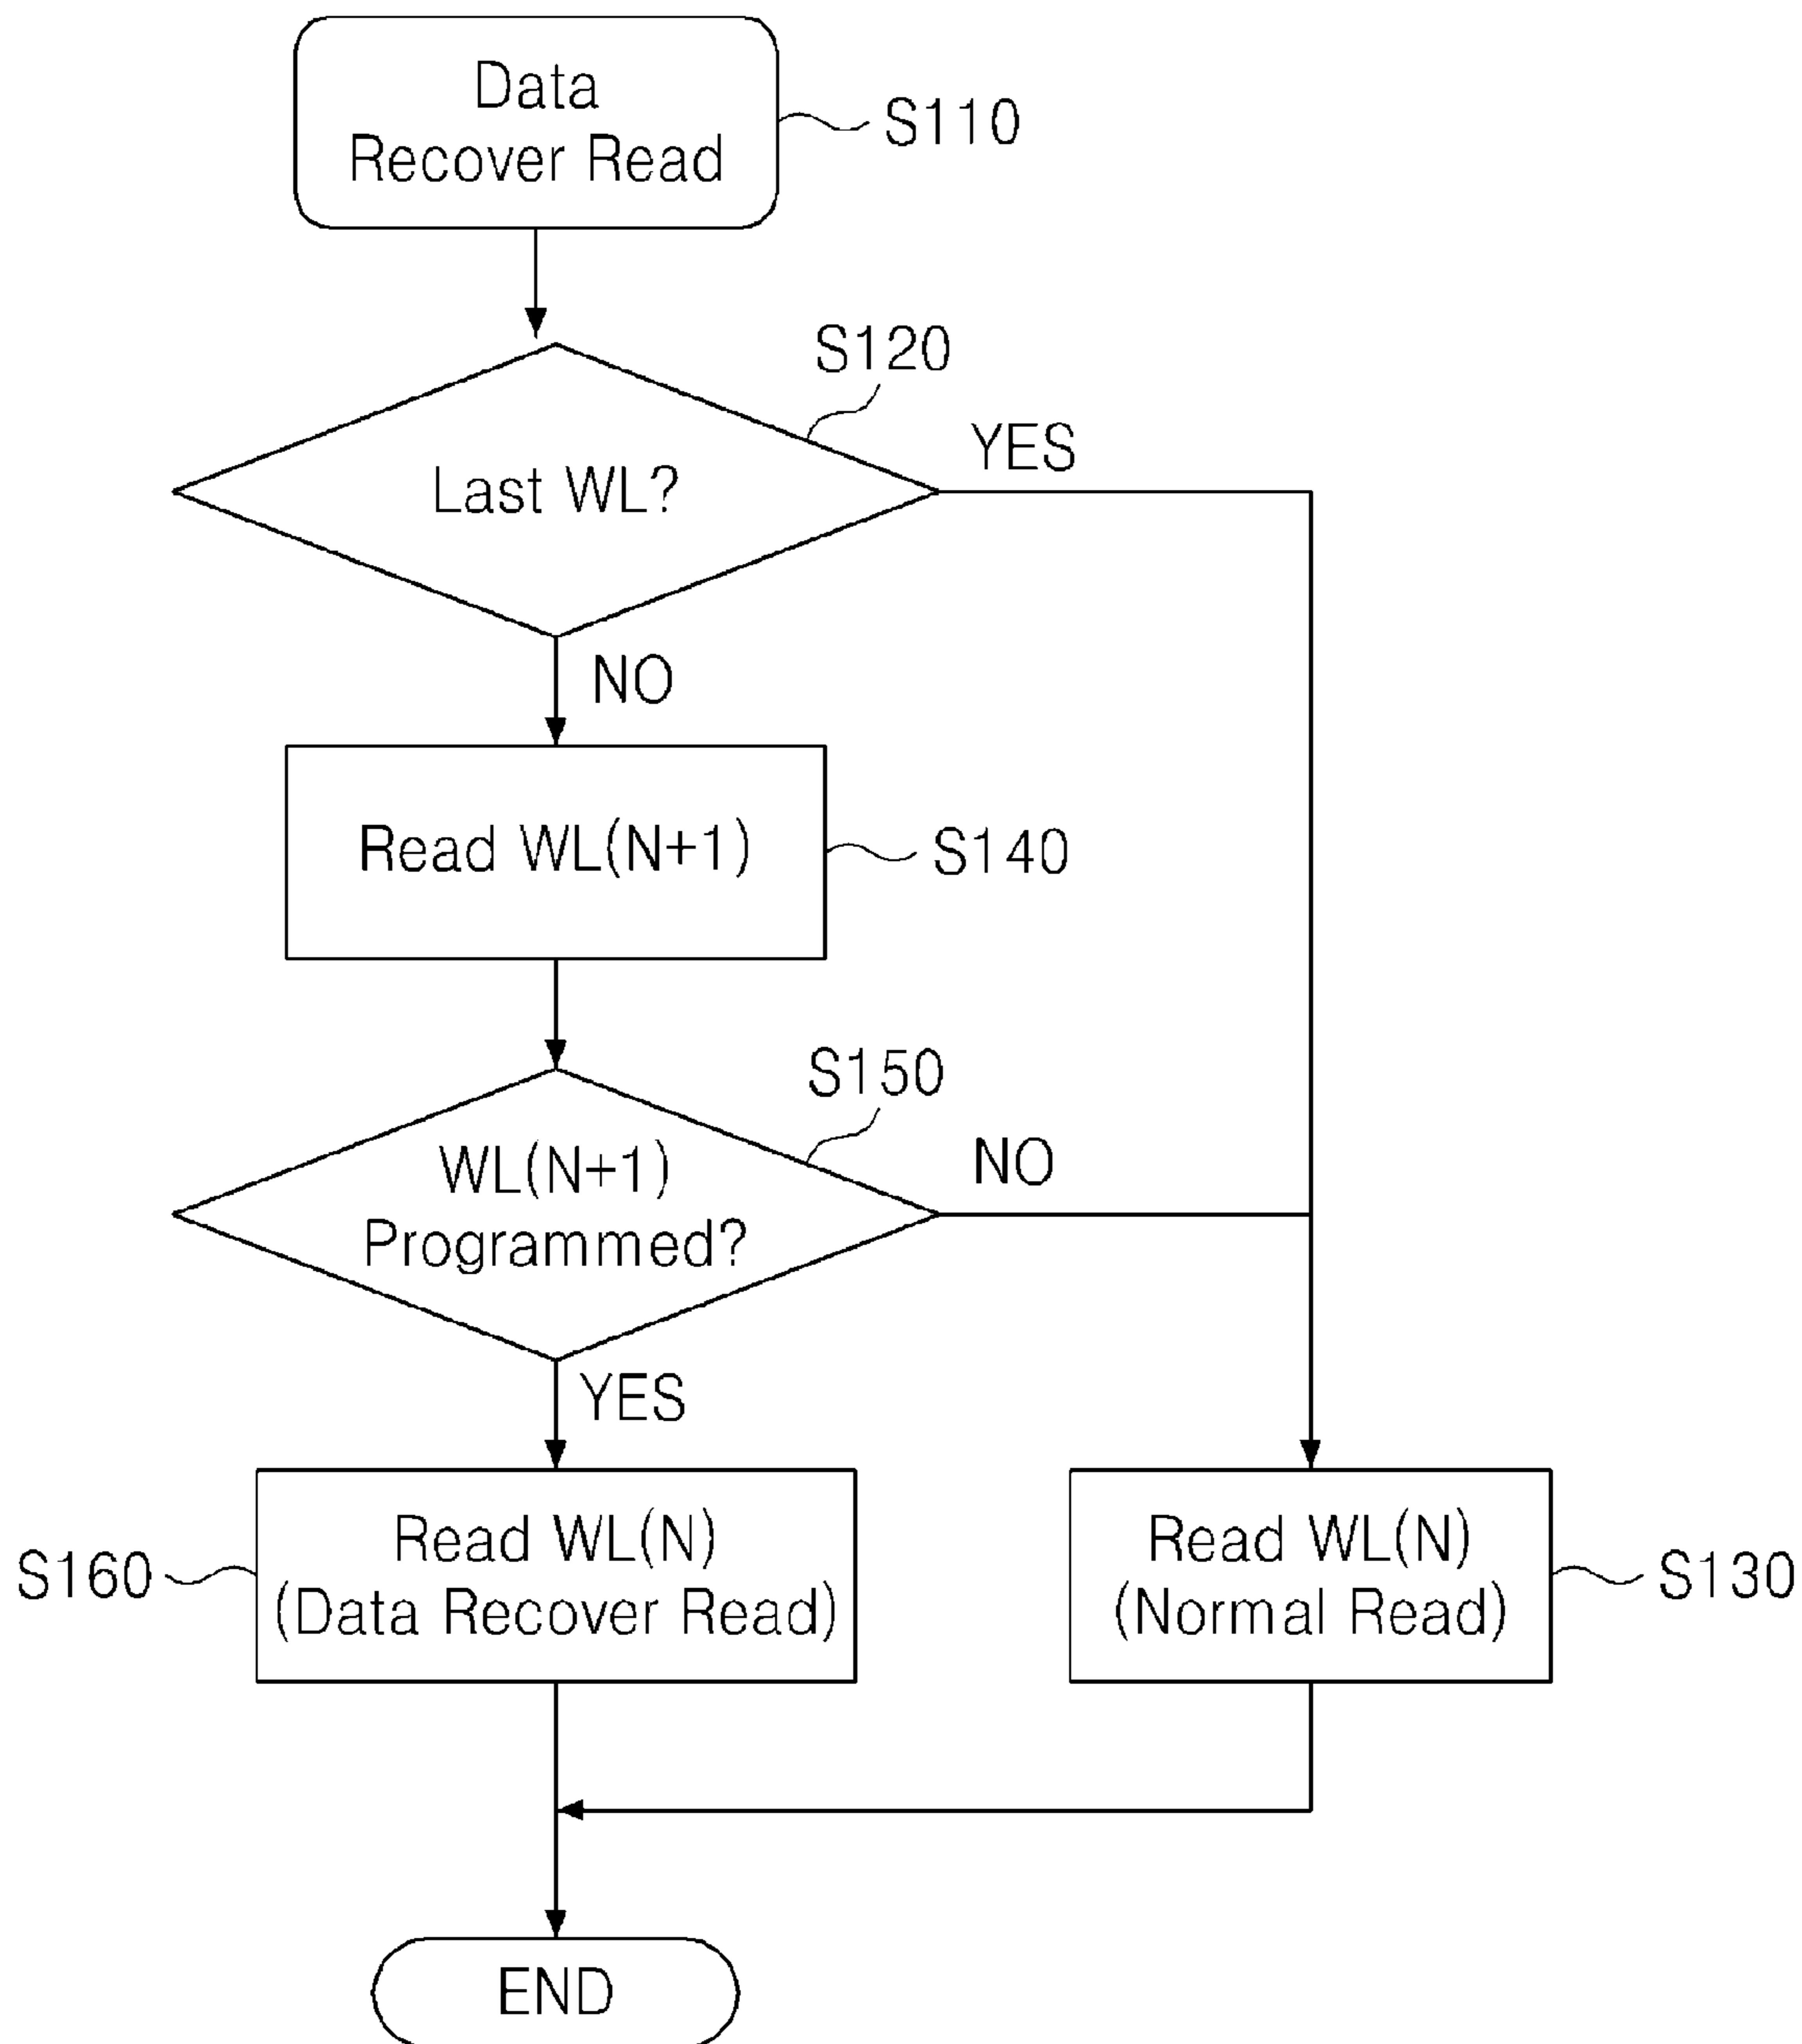 Data
Recover Read
S110
S120
Last WL?
YES
NO
Read WL(N+1)
S140
S150
WL(N+1)
Programmed?
NO
YES
S160
Read WL(N)
(Data Recover Read)
Read WL(N)
(Normal Read)
S130
END